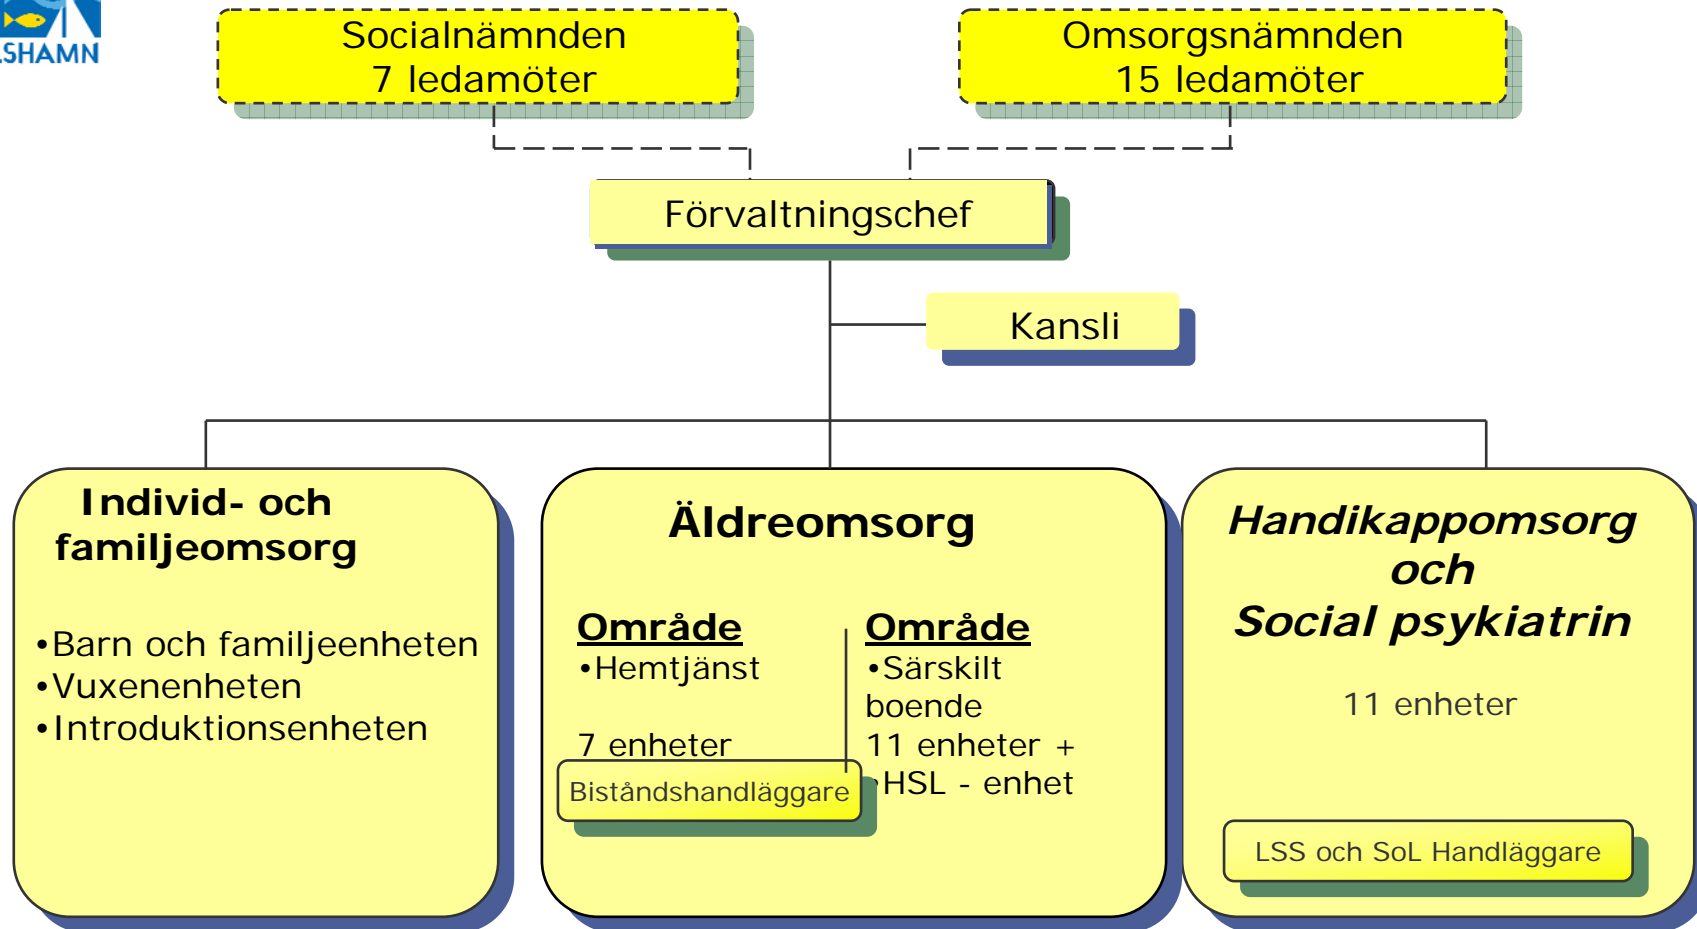 LSHAMN
Socialnämnden
7 ledamöter
Omsorgsnämnden
15 ledamöter
Förvaltningschef
Kansli
Individ- och
familjeomsorg
•Barn och familjeenheten
•Vuxenenheten
•Introduktionsenheten
Äldreomsorg
Område
•Hemtjänst
7 enheter
Biståndshandläggare
Område
•Särskilt
boende
11 enheter +
•HSL - enhet
Handikappomsorg
och
Social psykiatrin
11 enheter
LSS och SoL Handläggare